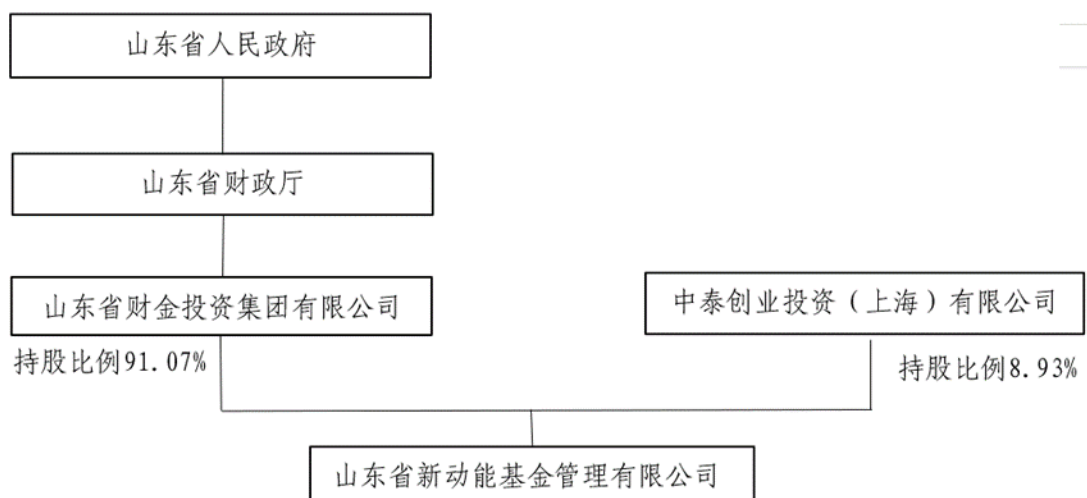 山东省人民政府
山东省财政厅
山东省财金投资集团有限公司
中泰创业投资（上海）有限公司
持股比例91.07%
持股比例8.93%
山东省新动能基金管理有限公司